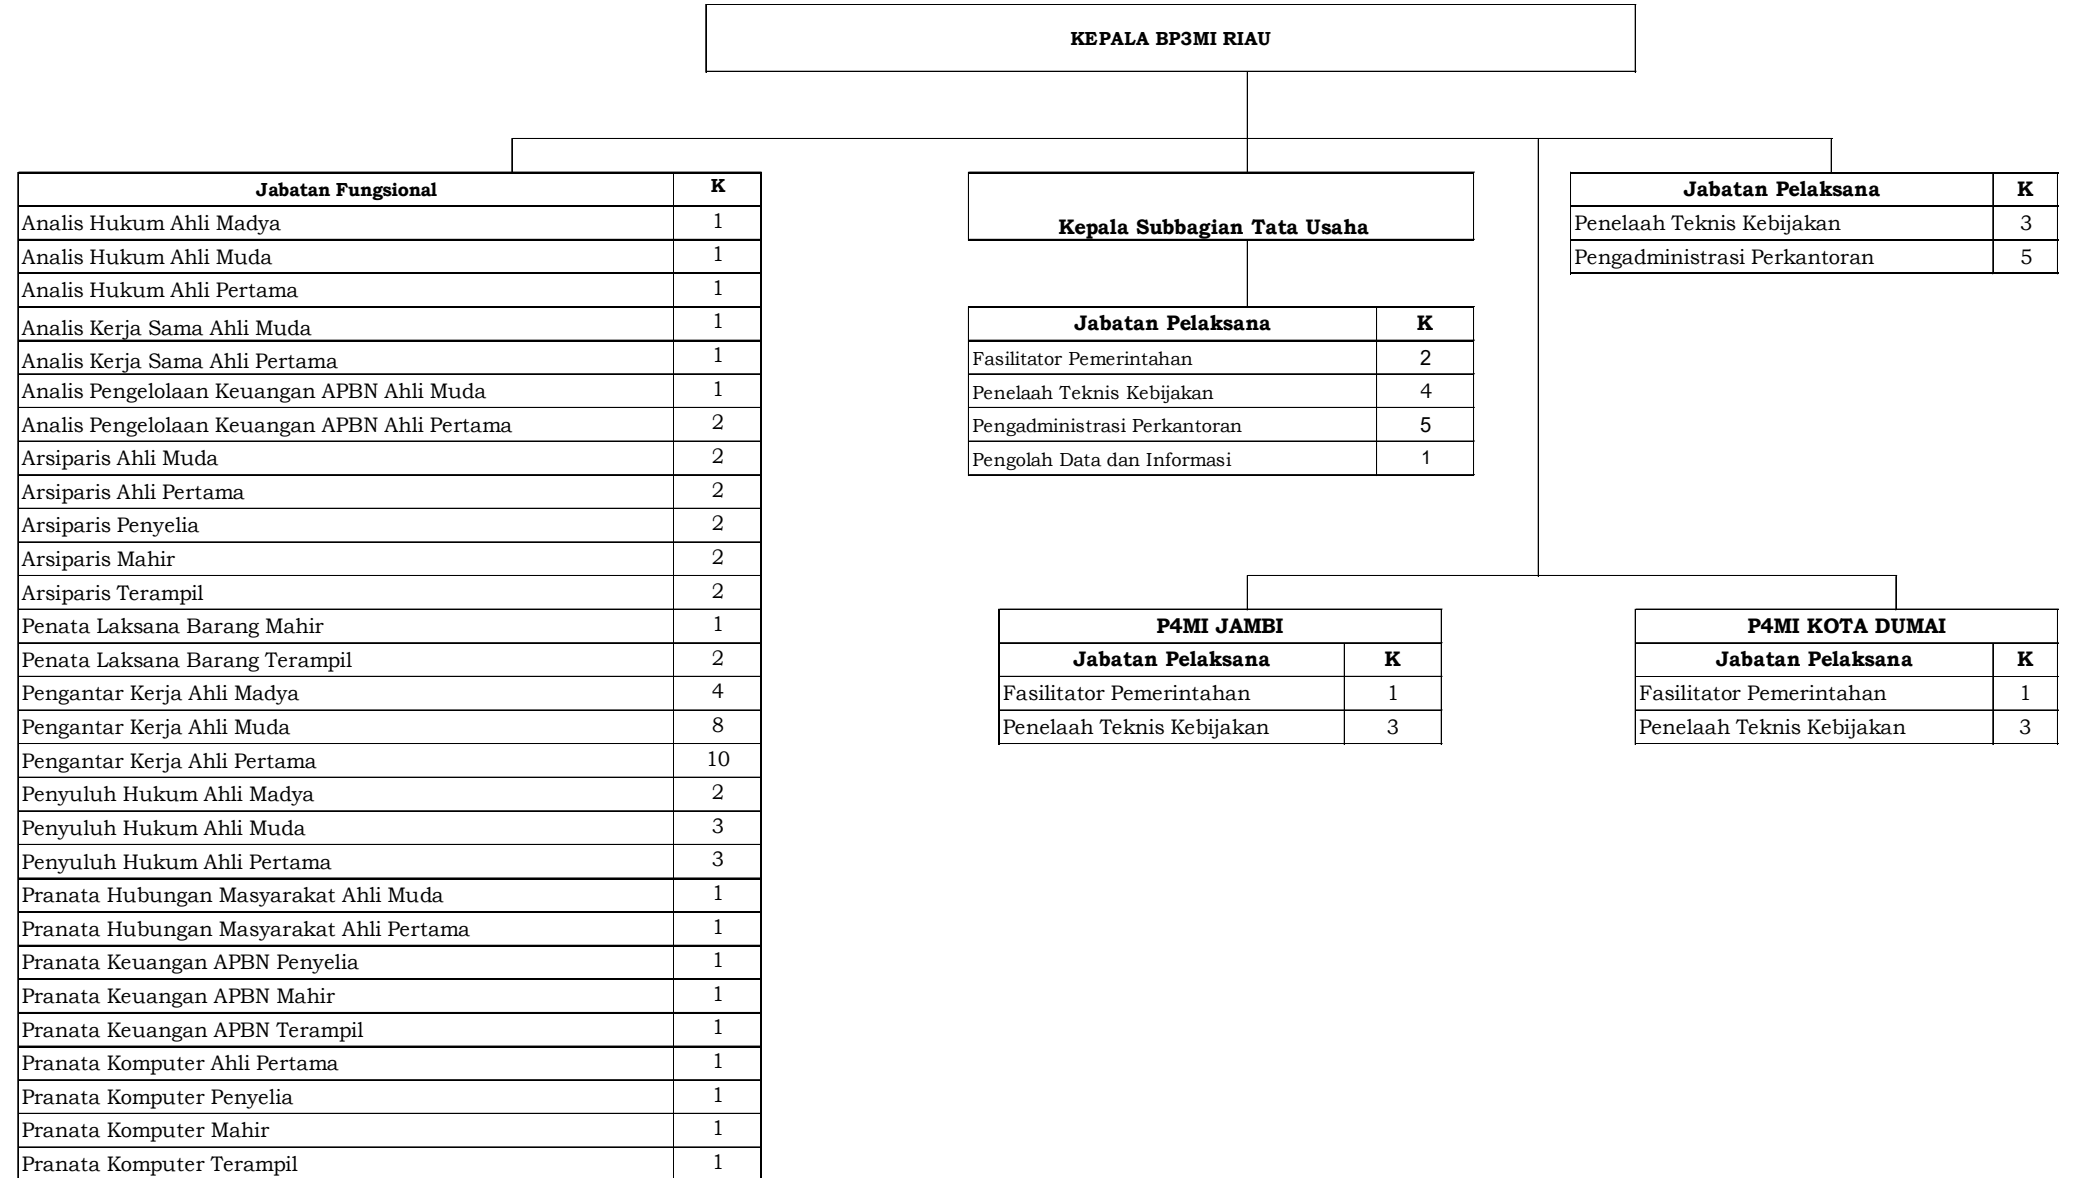 KEPALA BP3MI RIAU
Jabatan Fungsional K
Analis Hukum Ahli Madya 1
Analis Hukum Ahli Muda 1
Analis Hukum Ahli Pertama 1
Analis Kerja Sama Ahli Muda 1
Analis Kerja Sama Ahli Pertama 1
Analis Pengelolaan Keuangan APBN Ahli Muda 1
Analis Pengelolaan Keuangan APBN Ahli Pertama 2
Arsiparis Ahli Muda 2
Arsiparis Ahli Pertama 2
Arsiparis Penyelia 2
Arsiparis Mahir 2
Arsiparis Terampil 2
Penata Laksana Barang Mahir 1
Penata Laksana Barang Terampil 2
Pengantar Kerja Ahli Madya 4
Pengantar Kerja Ahli Muda 8
Pengantar Kerja Ahli Pertama 10
Penyuluh Hukum Ahli Madya 2
Penyuluh Hukum Ahli Muda 3
Penyuluh Hukum Ahli Pertama 3
Pranata Hubungan Masyarakat Ahli Muda 1
Pranata Hubungan Masyarakat Ahli Pertama 1
Pranata Keuangan APBN Penyelia 1
Pranata Keuangan APBN Mahir 1
Pranata Keuangan APBN Terampil 1
Pranata Komputer Ahli Pertama 1
Pranata Komputer Penyelia 1
Pranata Komputer Mahir 1
Pranata Komputer Terampil 1
Kepala Subbagian Tata Usaha
Jabatan Pelaksana K
Fasilitator Pemerintahan 2
Penelaah Teknis Kebijakan 4
Pengadministrasi Perkantoran 5
Pengolah Data dan Informasi 1
Jabatan Pelaksana K
Penelaah Teknis Kebijakan 3
Pengadministrasi Perkantoran 5
P4MI JAMBI
Jabatan Pelaksana K
Fasilitator Pemerintahan 1
Penelaah Teknis Kebijakan 3
P4MI KOTA DUMAI
Jabatan Pelaksana K
Fasilitator Pemerintahan 1
Penelaah Teknis Kebijakan 3